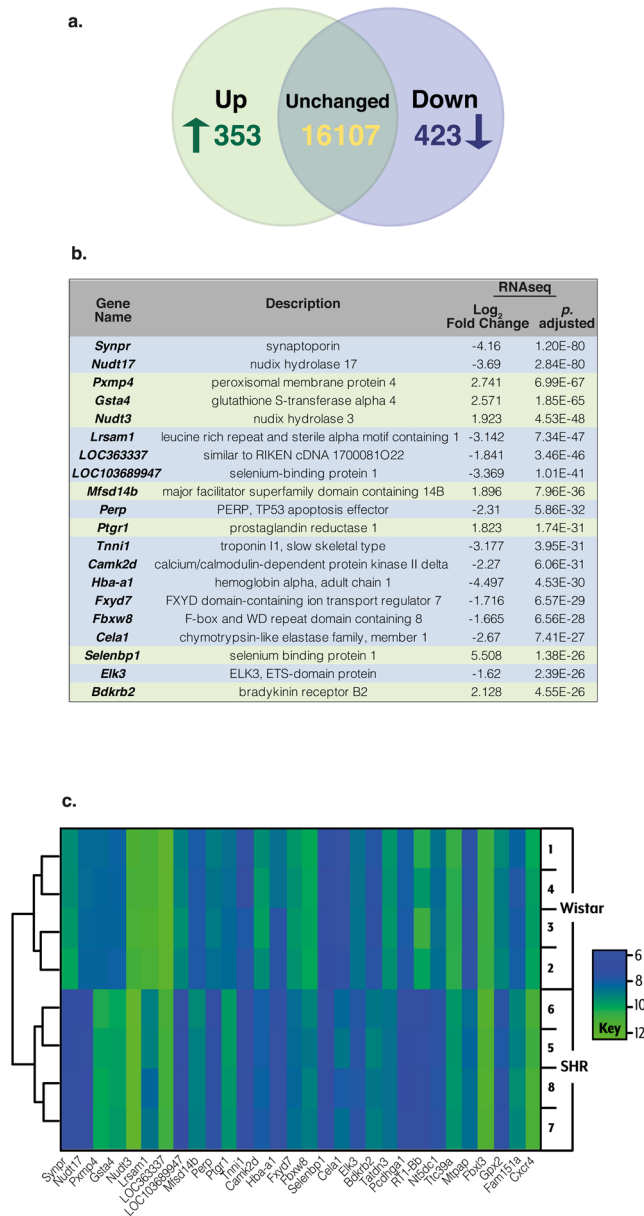 a.
Up Unchanged Down
353 16107 423
b.
RNAseq
Gene Name Description Log2 Fold Change p. adjusted
Synpr synaptoporin -4.16 1.20E-80
Nudt17 nudix hydrolase 17 -3.69 2.84E-80
Pxmp4 peroxisomal membrane protein 4 2.741 6.99E-67
Gsta4 glutathione S-transferase alpha 4 2.571 1.85E-65
Nudt3 nudix hydrolase 3 1.923 4.53E-48
Lrsam1 leucine rich repeat and sterile alpha motif containing 1 -3.142 7.34E-47
LOC363337 similar to RIKEN cDNA 1700081O22 -1.841 3.46E-46
LOC103689947 selenium-binding protein 1 -3.369 1.01E-41
Mfsd14b major facilitator superfamily domain containing 14B 1.896 7.96E-36
Perp PERP, TP53 apoptosis effector -2.31 5.86E-32
Ptgr1 prostaglandin reductase 1 1.823 1.74E-31
Tnni1 troponin I1, slow skeletal type -3.177 3.95E-31
Camk2d calcium/calmodulin-dependent protein kinase II delta -2.27 6.06E-31
Hba-a1 hemoglobin alpha, adult chain 1 -4.497 4.53E-30
Fxyd7 FXYD domain-containing ion transport regulator 7 -1.716 6.57E-29
Fbxw8 F-box and WD repeat domain containing 8 -1.665 6.56E-28
Cela1 chymotrypsin-like elastase family, member 1 -2.67 7.41E-27
Selenbp1 selenium binding protein 1 5.508 1.38E-26
Elk3 ELK3, ETS-domain protein -1.62 2.39E-26
Bdkrb2 bradykinin receptor B2 2.128 4.55E-26
c.
1
4
Wistar
3
2
6
5
SHR
8
7
6
8
10
12
Key
Synpr
Nudt17
Pxmp4
Gsta4
Nudt3
Lrsam1
LOC363337
LOC103689947
Mfsd14b
Perp
Ptgr1
Tnni1
Camk2d
Hba-a1
Fxyd7
Fbxw8
Selenbp1
Cela1
Elk3
Bdkrb2
Tatdn3
Pcdhga1
RT1-Bb
Nt5dc1
Ttc39a
Mtpap
Fbxl3
Gpx2
Fam151a
Cxcr4